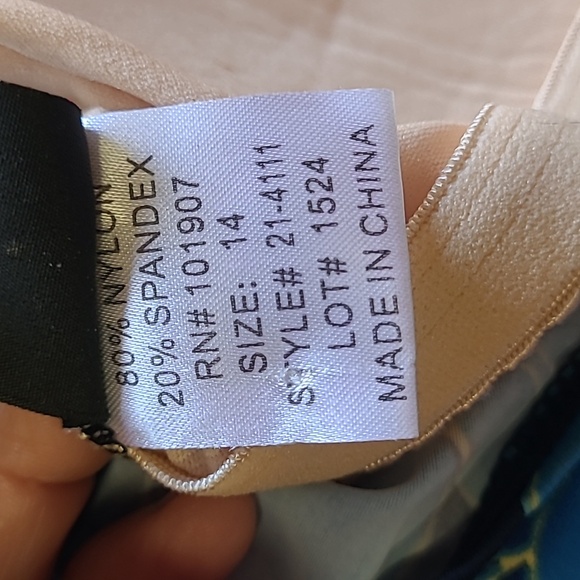 80% NYLON
20% SPANDEX
RN# 101907
SIZE: 14
STYLE# 21-4111
LOT# 1524
MADE IN CHINA